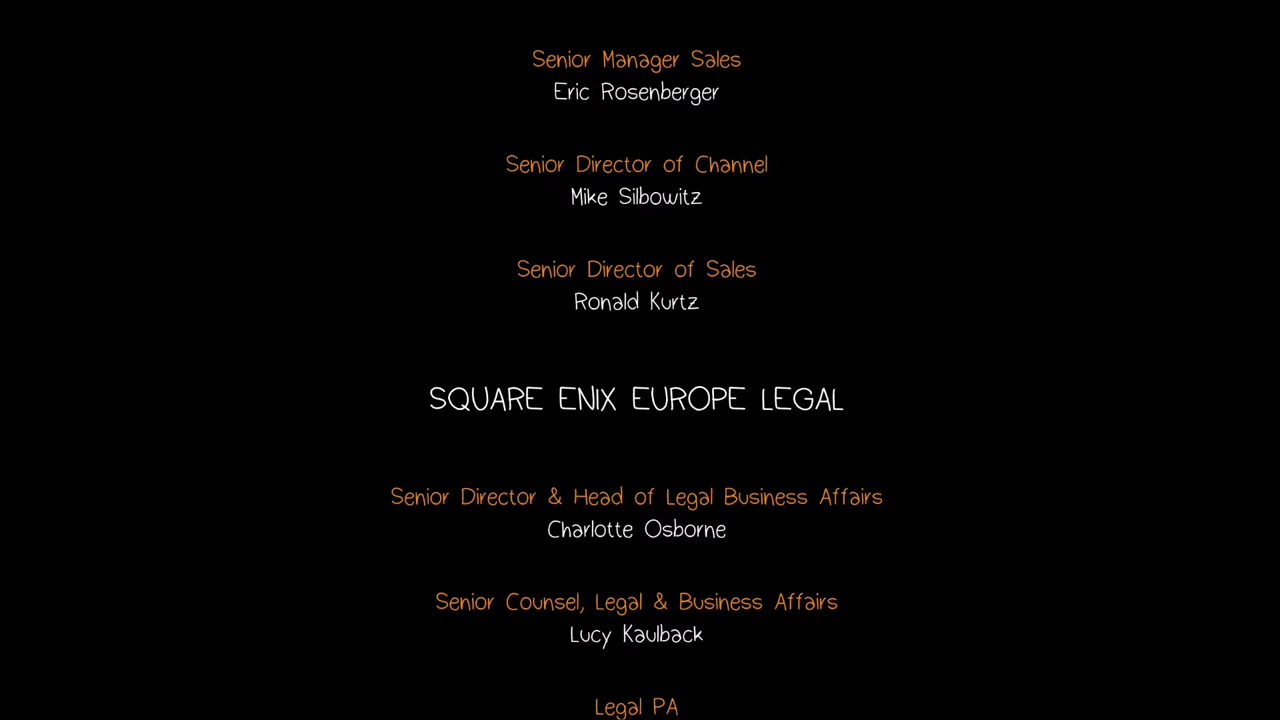 Senior Manager Sales
Eric Rosenberger
Senior Director of Channel
Mike Silbowitz
Senior Director of Sales
Ronald Kurtz
SQUARE ENIX EUROPE LEGAL
Senior Director & Head of Legal Business Affairs
Charlotte Osborne
Senior Counsel, Legal & Business Affairs
Lucy Kaulback
Legal PA